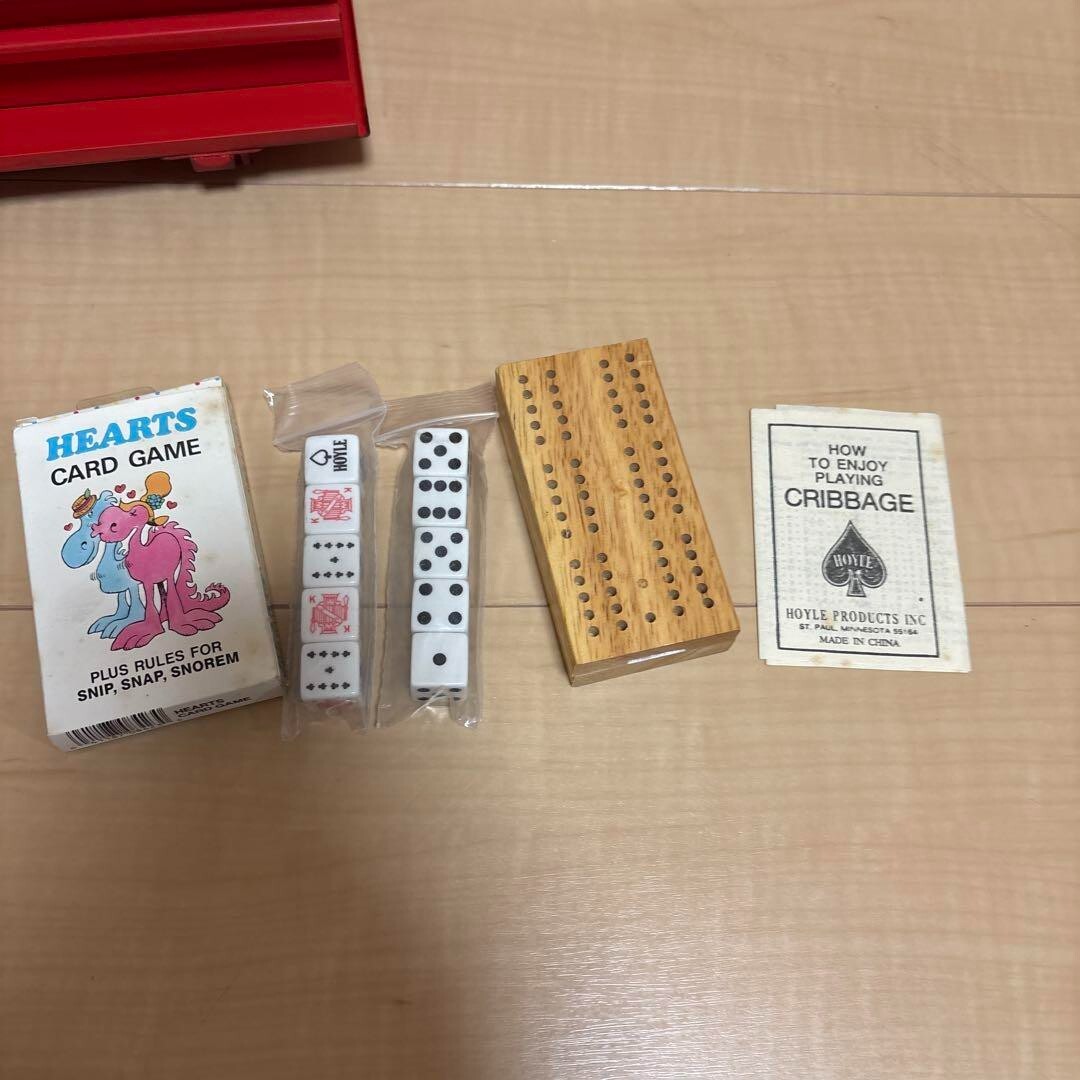 HEARTS
CARD GAME
PLUS RULES FOR
SNIP, SNAP, SNOREM
HEARTS
CARD GAME
HOYLE
K
K
K
K
HOW
TO ENJOY
PLAYING
CRIBBAGE
HOYLE
HOYLE PRODUCTS INC
ST. PAUL, MINNESOTA 55164
MADE IN CHINA